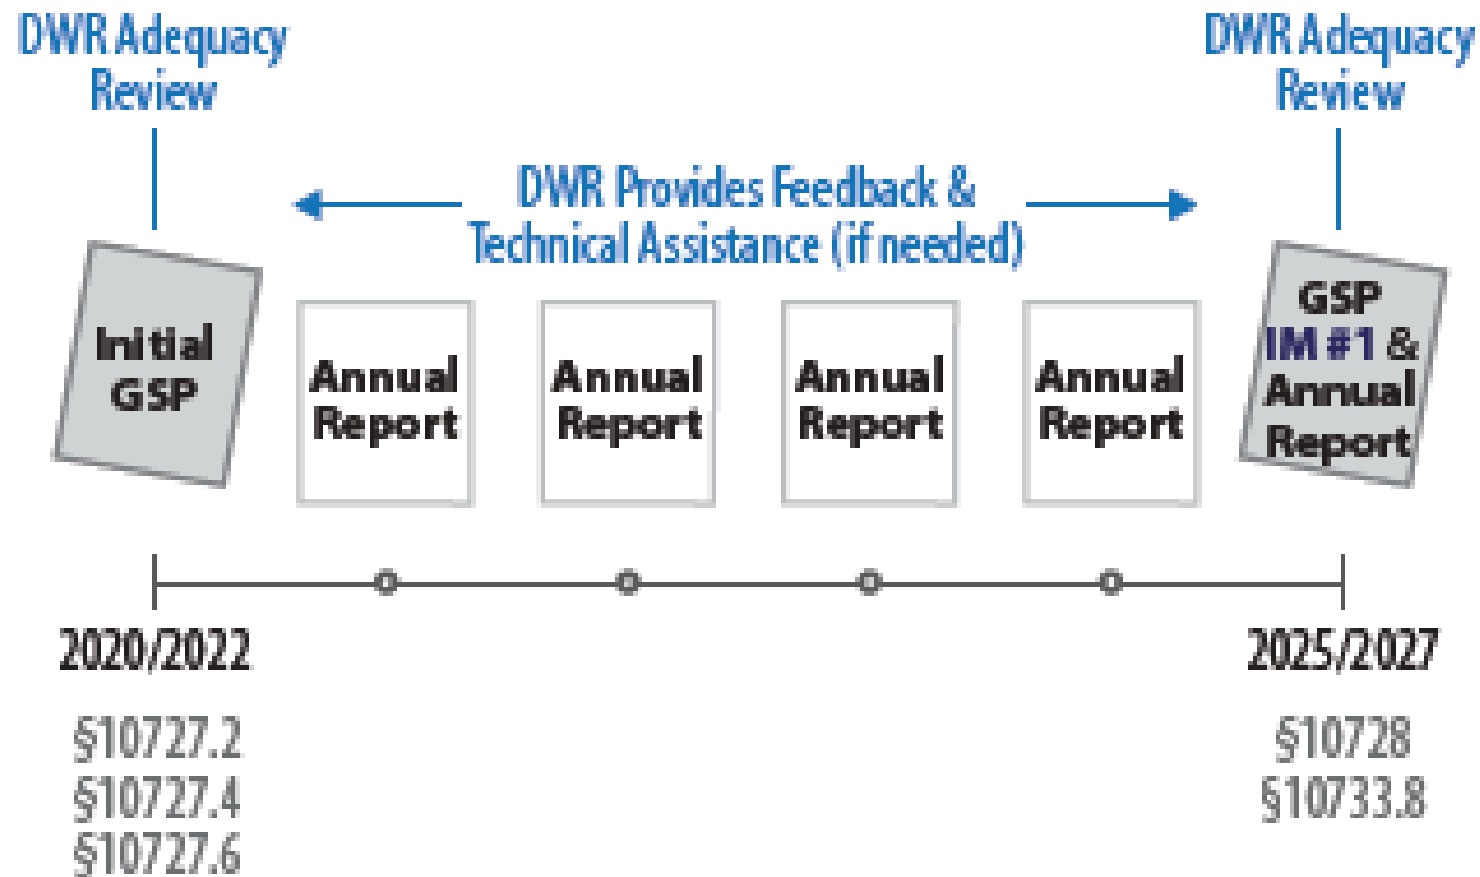 DWR Adequacy
Review
DWR Adequacy
Review
DWR Provides Feedback &
Technical Assistance (if needed)
Initial
GSP
Annual
Report
Annual
Report
Annual
Report
Annual
Report
GSP
IM #1 &
Annual
Report
2020/2022
2025/2027
§10727.2
§10727.4
§10727.6
§10728
§10733.8